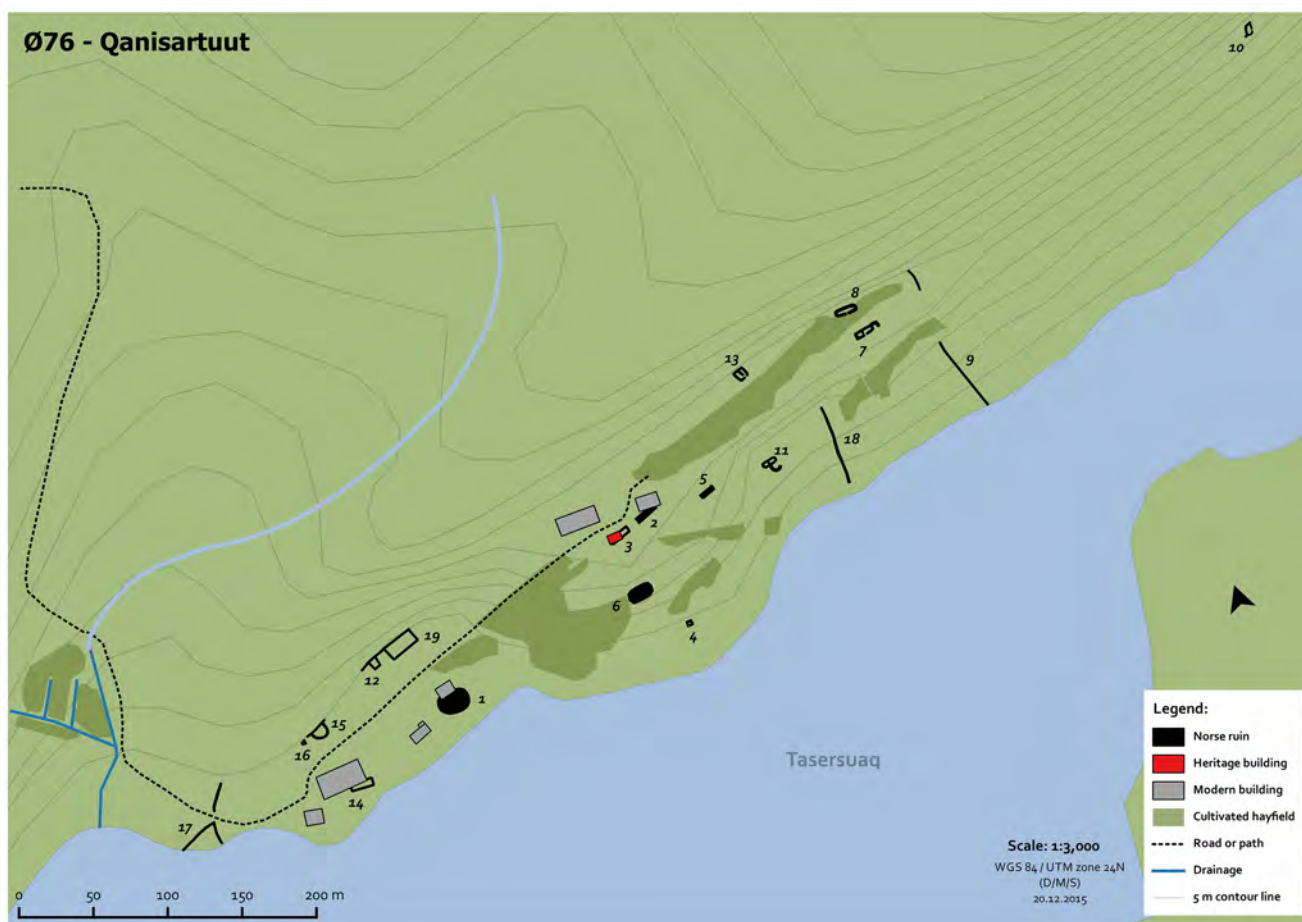 Ø76 - Qanisartuut
10
8
7
13
9
18
11
5
2
3
6
4
19
12
1
15
16
14
17
Tasersuaq
Legend:
Norse ruin
Heritage building
Modern building
Cultivated hayfield
Road or path
Drainage
5 m contour line
Scale: 1:3,000
WGS 84 / UTM zone 24N
(D/M/S)
20.12.2015
0 50 100 150 200 m